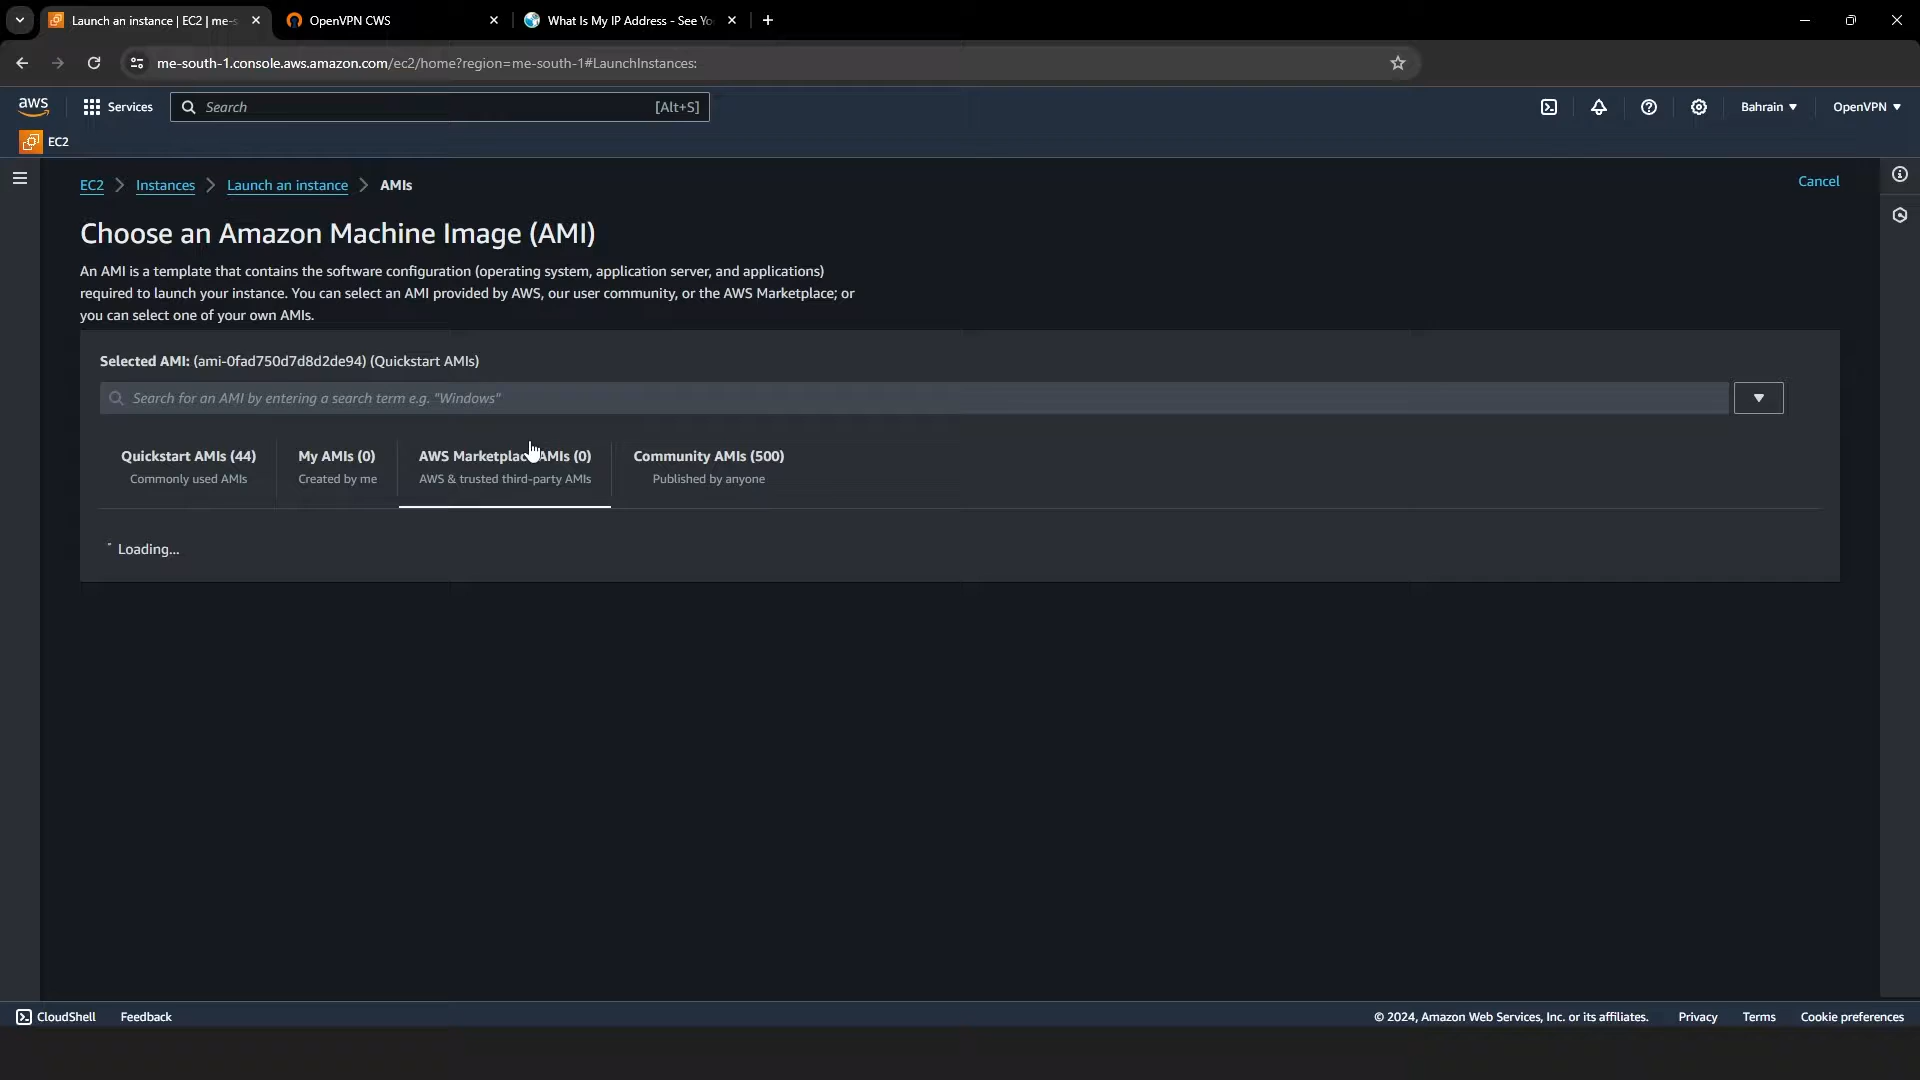 Launch an instance | EC2 | me-s
OpenVPN CWS
What Is My IP Address - See Yo
me-south-1.console.aws.amazon.com/ec2/home?region=me-south-1#LaunchInstances:
aws
Services
Search
[Alt+S]
Bahrain
OpenVPN
EC2
EC2
Instances
Launch an instance
AMIs
Cancel
Choose an Amazon Machine Image (AMI)
An AMI is a template that contains the software configuration (operating system, application server, and applications)
required to launch your instance. You can select an AMI provided by AWS, our user community, or the AWS Marketplace; or
you can select one of your own AMIs.
Selected AMI: (ami-0fad750d7d8d2de94) (Quickstart AMIs)
Search for an AMI by entering a search term e.g. "Windows"
Quickstart AMIs (44)
Commonly used AMIs
My AMIs (0)
Created by me
AWS Marketplace AMIs (0)
AWS & trusted third-party AMIs
Community AMIs (500)
Published by anyone
Loading...
CloudShell
Feedback
© 2024, Amazon Web Services, Inc. or its affiliates.
Privacy
Terms
Cookie preferences